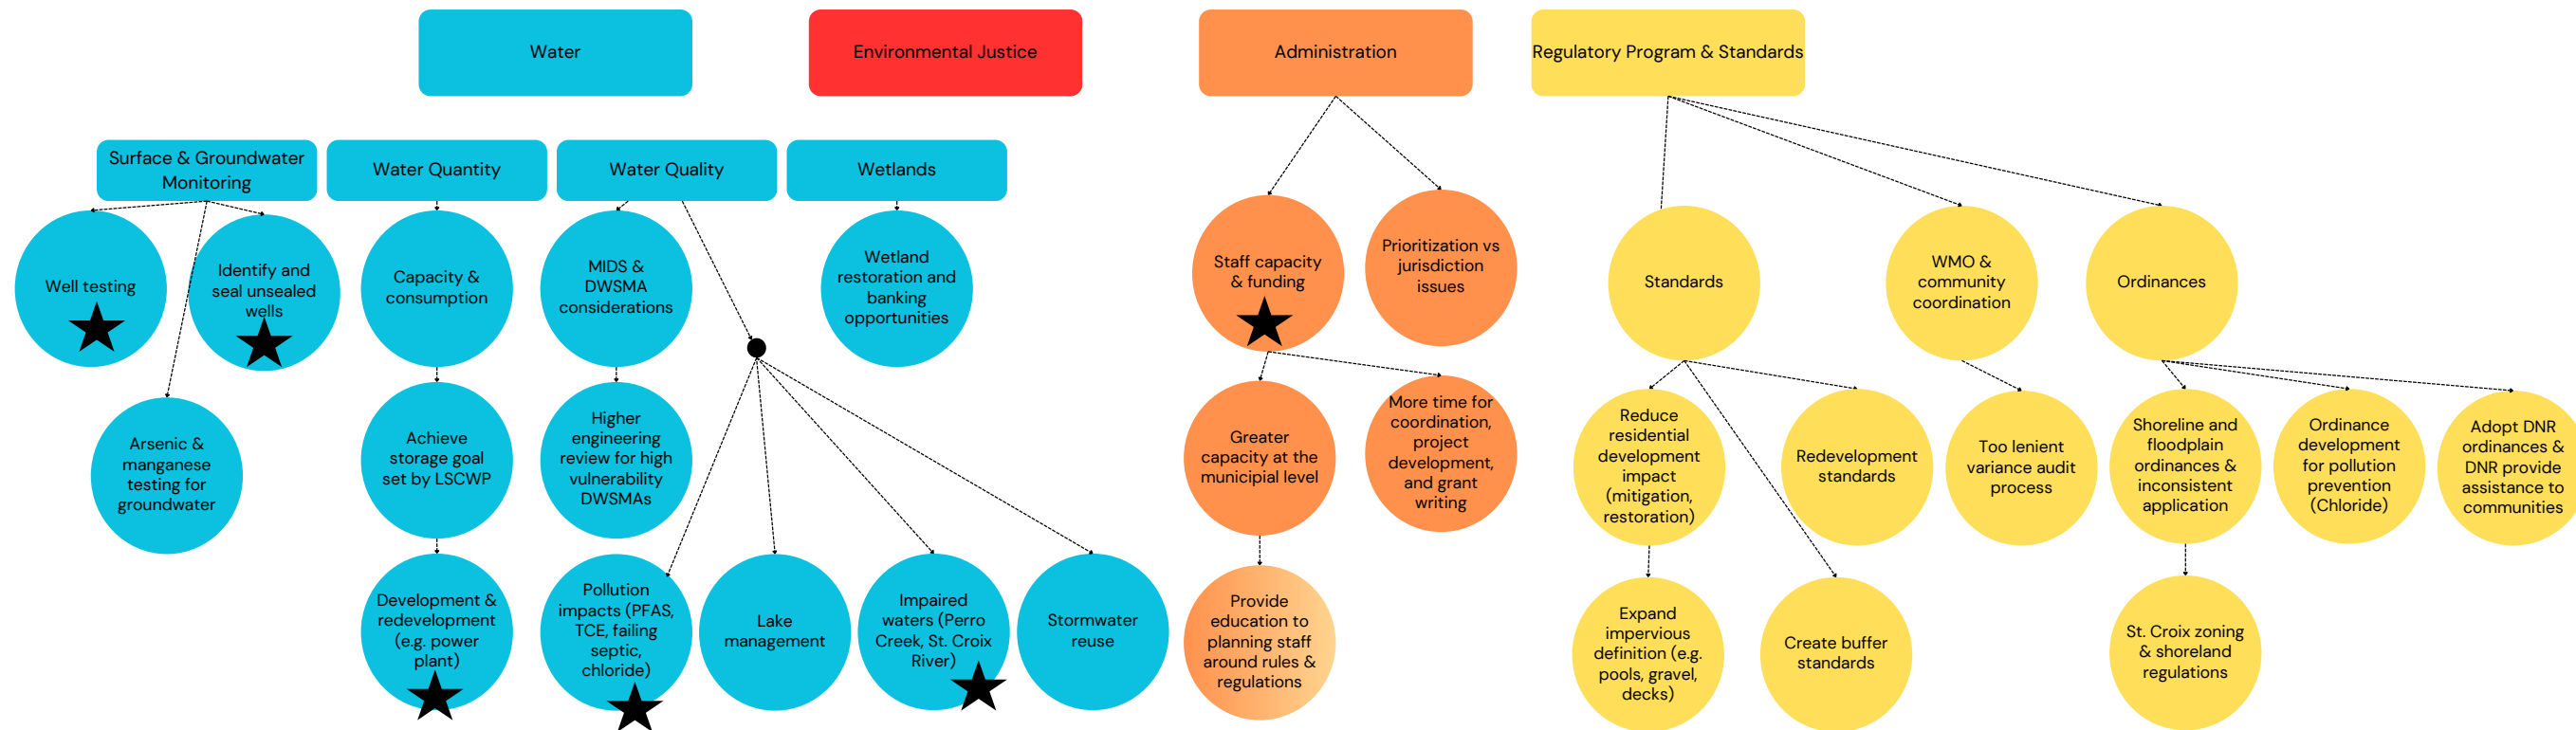 Water
Environmental Justice
Administration
Regulatory Program & Standards
Surface & Groundwater
Monitoring
Water Quantity
Water Quality
Wetlands
Well testing
Identify and
seal unsealed
wells
Arsenic &
manganese
testing for
groundwater
Capacity &
consumption
Achieve
storage goal
set by LSCWP
Development &
redevelopment
(e.g. power
plant)
MIDS &
DWSMA
considerations
Higher
engineering
review for high
vulnerability
DWSMAs
Pollution
impacts (PFAS,
TCE, failing
septic,
chloride)
Lake
management
Impaired
waters (Perro
Creek, St. Croix
River)
Stormwater
reuse
Wetland
restoration and
banking
opportunities
Staff capacity
& funding
Prioritization vs
jurisdiction
issues
Greater
capacity at the
municipial level
More time for
coordination,
project
development,
and grant
writing
Provide
education to
planning staff
around rules &
regulations
Standards
WMO &
community
coordination
Ordinances
Reduce
residential
development
impact
(mitigation,
restoration)
Redevelopment
standards
Too lenient
variance audit
process
Shoreline and
floodplain
ordinances &
inconsistent
application
Ordinance
development
for pollution
prevention
(Chloride)
Adopt DNR
ordinances &
DNR provide
assistance to
communities
Expand
impervious
definition (e.g.
pools, gravel,
decks)
Create buffer
standards
St. Croix zoning
& shoreland
regulations